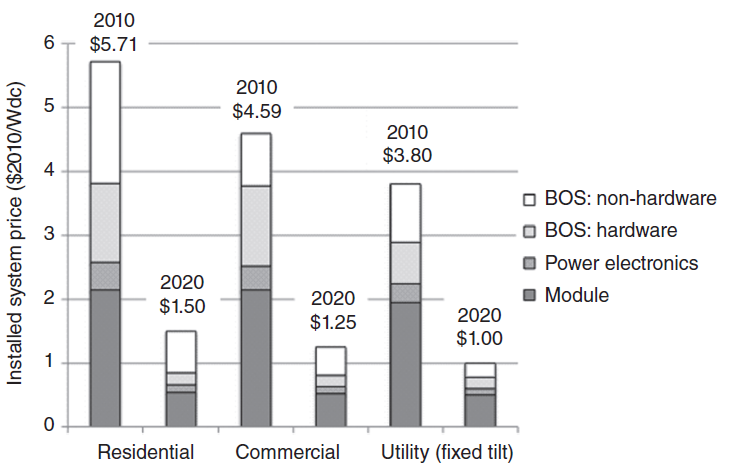 2010
$5.71
2010
$4.59
2010
$3.80
2020
$1.50
2020
$1.25
2020
$1.00
Installed system price ($2010/Wdc)
6
5
4
3
2
1
0
BOS: non-hardware
BOS: hardware
Power electronics
Module
Residential
Commercial
Utility (fixed tilt)